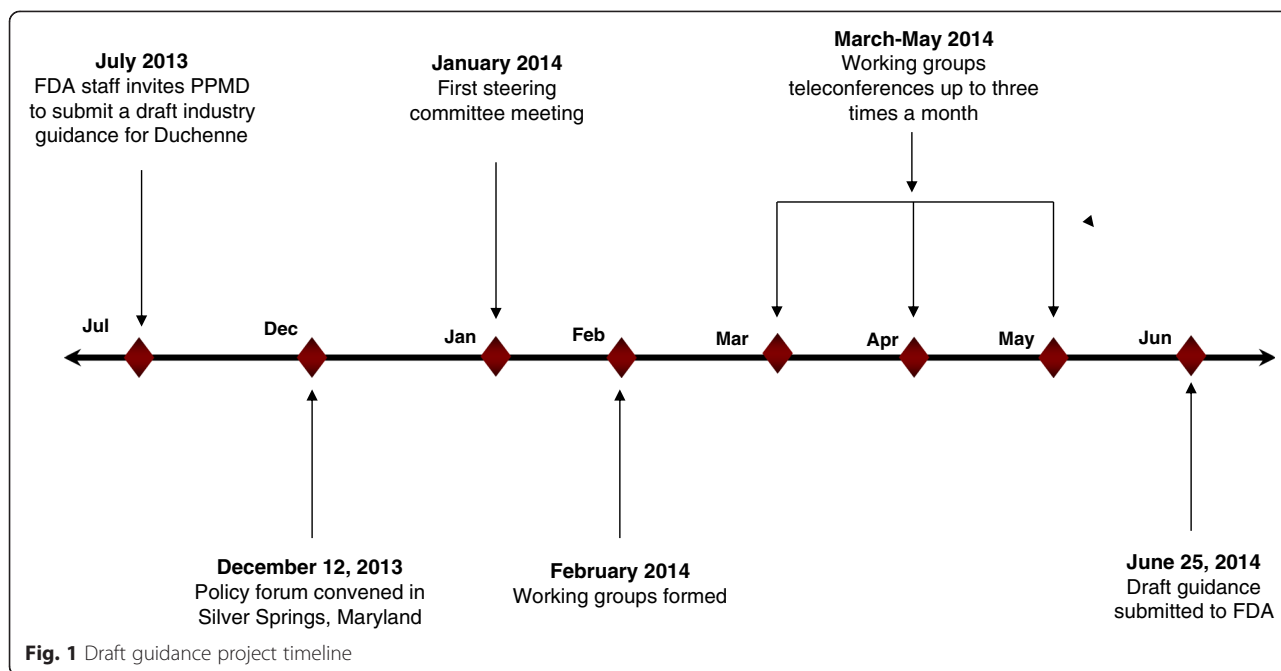 July 2013
FDA staff invites PPMD
to submit a draft industry
guidance for Duchenne
January 2014
First steering
committee meeting
March-May 2014
Working groups
teleconferences up to three
times a month
Jul
Dec
Jan
Feb
Mar
Apr
May
Jun
December 12, 2013
Policy forum convened in
Silver Springs, Maryland
February 2014
Working groups formed
June 25, 2014
Draft guidance
submitted to FDA
Fig. 1 Draft guidance project timeline